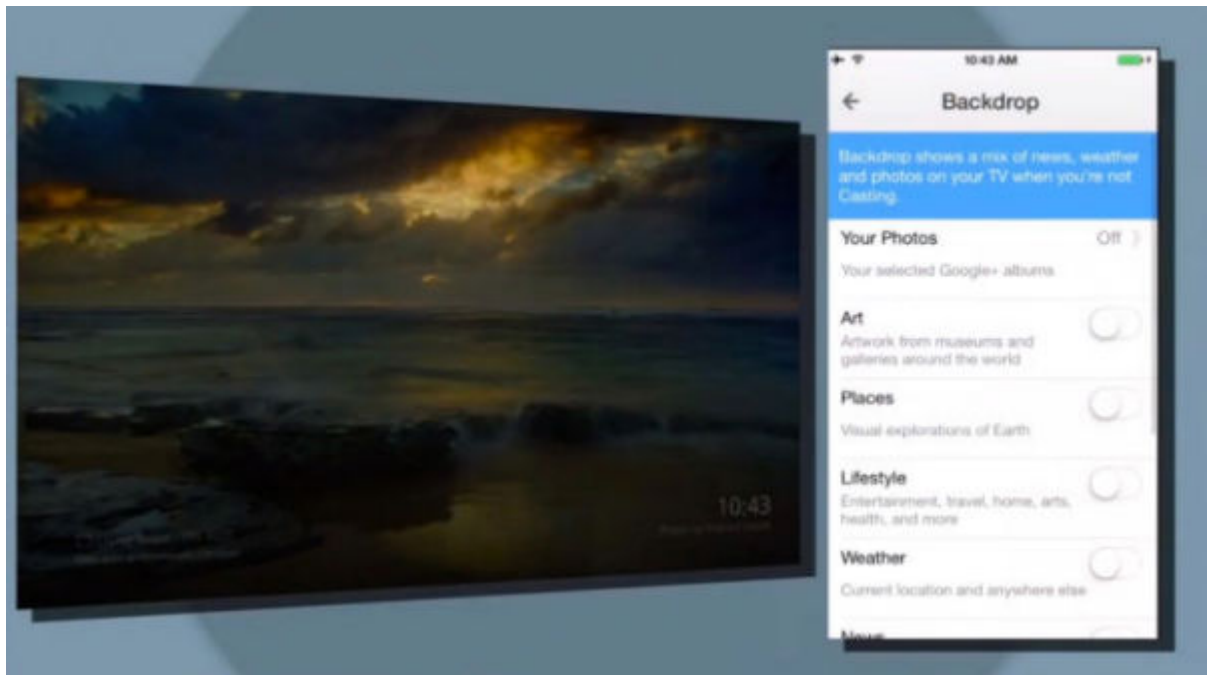 10:43
10:43 AM
Backdrop
Backdrop shows a mix of news, weather
and photos on your TV when you're not
Casting.
Your Photos
Off
Your selected Google+ albums
Art
Artwork from museums and
galleries around the world
Places
Visual explorations of Earth
Lifestyle
Entertainment, travel, home, arts,
health, and more
Weather
Current location and anywhere else
News